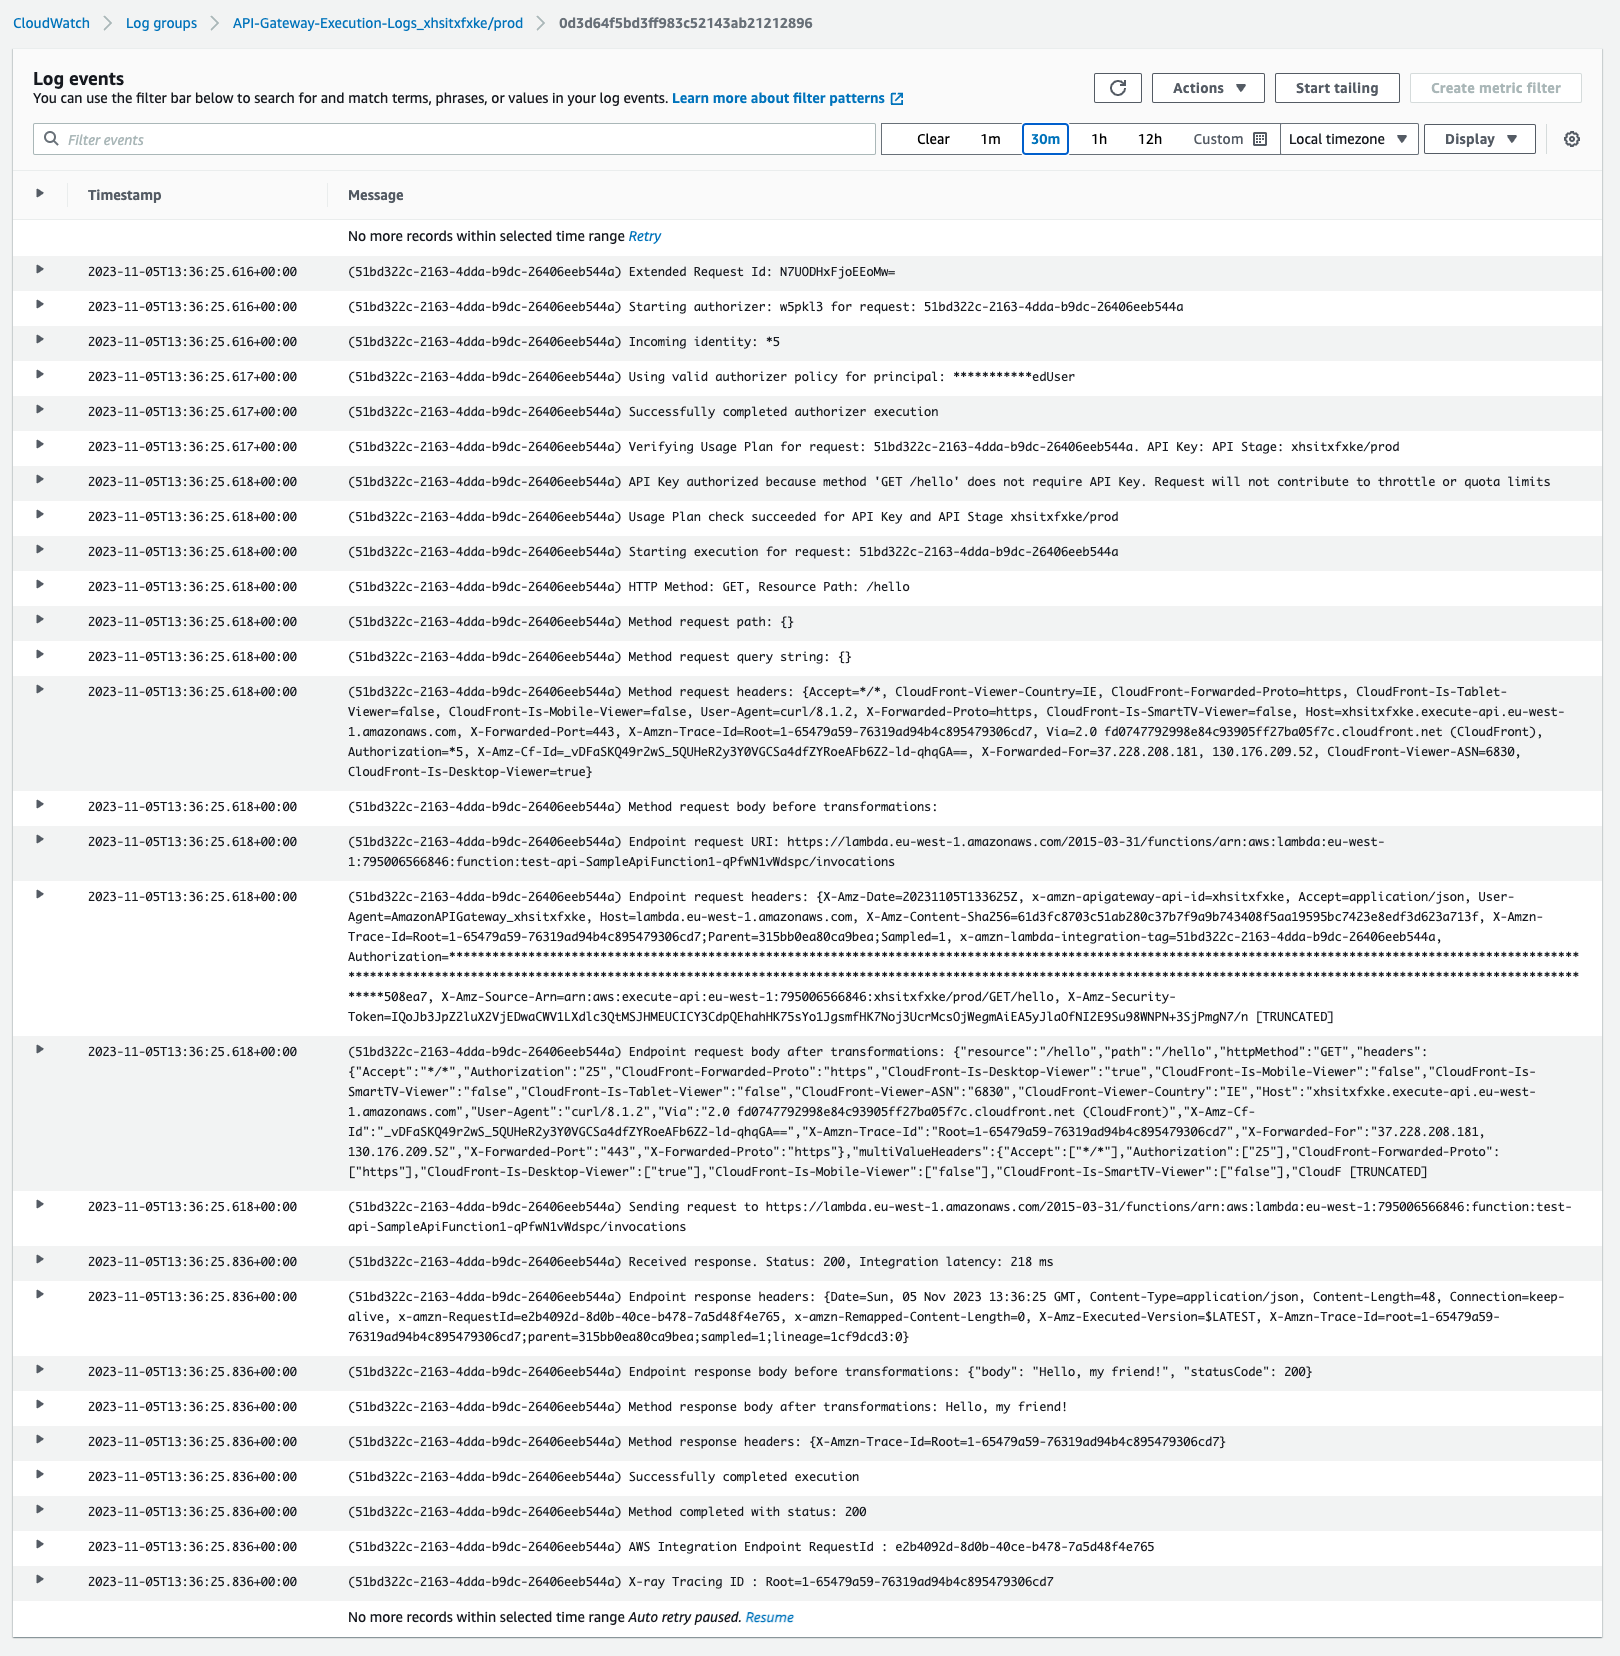 CloudWatch > Log groups > API-Gateway-Execution-Logs_xhsitxfxke/prod > 0d3d64f5bd3ff983c52143ab21212896
Log events
You can use the filter bar below to search for and match terms, phrases, or values in your log events. Learn more about filter patterns
Actions Start tailing Create metric filter
Filter events
Clear 1m 30m 1h 12h Custom Local timezone Display
Timestamp Message
No more records within selected time range Retry
2023-11-05T13:36:25.616+00:00 (51bd322c-2163-4dda-b9dc-26406eeb544a) Extended Request Id: N7UODHxFjoEEoMw=
2023-11-05T13:36:25.616+00:00 (51bd322c-2163-4dda-b9dc-26406eeb544a) Starting authorizer: w5pkl3 for request: 51bd322c-2163-4dda-b9dc-26406eeb544a
2023-11-05T13:36:25.616+00:00 (51bd322c-2163-4dda-b9dc-26406eeb544a) Incoming identity: *5
2023-11-05T13:36:25.617+00:00 (51bd322c-2163-4dda-b9dc-26406eeb544a) Using valid authorizer policy for principal: ***********edUser
2023-11-05T13:36:25.617+00:00 (51bd322c-2163-4dda-b9dc-26406eeb544a) Successfully completed authorizer execution
2023-11-05T13:36:25.617+00:00 (51bd322c-2163-4dda-b9dc-26406eeb544a) Verifying Usage Plan for request: 51bd322c-2163-4dda-b9dc-26406eeb544a. API Key: API Stage: xhsitxfxke/prod
2023-11-05T13:36:25.618+00:00 (51bd322c-2163-4dda-b9dc-26406eeb544a) API Key authorized because method 'GET /hello' does not require API Key. Request will not contribute to throttle or quota limits
2023-11-05T13:36:25.618+00:00 (51bd322c-2163-4dda-b9dc-26406eeb544a) Usage Plan check succeeded for API Key and API Stage xhsitxfxke/prod
2023-11-05T13:36:25.618+00:00 (51bd322c-2163-4dda-b9dc-26406eeb544a) Starting execution for request: 51bd322c-2163-4dda-b9dc-26406eeb544a
2023-11-05T13:36:25.618+00:00 (51bd322c-2163-4dda-b9dc-26406eeb544a) HTTP Method: GET, Resource Path: /hello
2023-11-05T13:36:25.618+00:00 (51bd322c-2163-4dda-b9dc-26406eeb544a) Method request path: {}
2023-11-05T13:36:25.618+00:00 (51bd322c-2163-4dda-b9dc-26406eeb544a) Method request query string: {}
2023-11-05T13:36:25.618+00:00 (51bd322c-2163-4dda-b9dc-26406eeb544a) Method request headers: {Accept=*/*, CloudFront-Viewer-Country=IE, CloudFront-Forwarded-Proto=https, CloudFront-Is-Tablet-
Viewer=false, CloudFront-Is-Mobile-Viewer=false, User-Agent=curl/8.1.2, X-Forwarded-Proto=https, CloudFront-Is-SmartTV-Viewer=false, Host=xhsitxfxke.execute-api.eu-west-
1.amazonaws.com, X-Forwarded-Port=443, X-Amzn-Trace-Id=Root=1-65479a59-76319ad94b4c895479306cd7, Via=2.0 fd0747792998e84c93905ff27ba05f7c.cloudfront.net (CloudFront),
Authorization=*5, X-Amz-Cf-Id=_vDFaSKQ49r2wS_5QUHeR2y3Y0VGCSa4dfZYRoeAFb6Z2-ld-qhqGA==, X-Forwarded-For=37.228.208.181, 130.176.209.52, CloudFront-Viewer-ASN=6830,
CloudFront-Is-Desktop-Viewer=true}
2023-11-05T13:36:25.618+00:00 (51bd322c-2163-4dda-b9dc-26406eeb544a) Method request body before transformations:
2023-11-05T13:36:25.618+00:00 (51bd322c-2163-4dda-b9dc-26406eeb544a) Endpoint request URI: https://lambda.eu-west-1.amazonaws.com/2015-03-31/functions/arn:aws:lambda:eu-west-
1:795006566846:function:test-api-SampleApiFunction1-qPfwN1vWdspc/invocations
2023-11-05T13:36:25.618+00:00 (51bd322c-2163-4dda-b9dc-26406eeb544a) Endpoint request headers: {X-Amz-Date=20231105T133625Z, x-amzn-apigateway-api-id=xhsitxfxke, Accept=application/json, User-
Agent=AmazonAPIGateway_xhsitxfxke, Host=lambda.eu-west-1.amazonaws.com, X-Amz-Content-Sha256=61d3fc8703c51ab280c37b7f9a9b743408f5aa19595bc7423e8edf3d623a713f, X-Amzn-
Trace-Id=Root=1-65479a59-76319ad94b4c895479306cd7;Parent=315bb0ea80ca9bea;Sampled=1, x-amzn-lambda-integration-tag=51bd322c-2163-4dda-b9dc-26406eeb544a,
Authorization=*************************************************************************************************************************************************************
***************************************************************************************************************************************************************************
*****508ea7, X-Amz-Source-Arn=arn:aws:execute-api:eu-west-1:795006566846:xhsitxfxke/prod/GET/hello, X-Amz-Security-
Token=IQoJb3JpZ2luX2VjEDwaCWV1LXdlc3QtMSJHMEUCICY3CdpQEhahHK75sYo1JgsmfHK7Noj3UcrMcsOjWegmAiEA5yJlaOfNI2E9Su98WNPN+3SjPmgN7/n [TRUNCATED]
2023-11-05T13:36:25.618+00:00 (51bd322c-2163-4dda-b9dc-26406eeb544a) Endpoint request body after transformations: {"resource":"/hello","path":"/hello","httpMethod":"GET","headers":
{"Accept":"*/*","Authorization":"25","CloudFront-Forwarded-Proto":"https","CloudFront-Is-Desktop-Viewer":"true","CloudFront-Is-Mobile-Viewer":"false","CloudFront-Is-
SmartTV-Viewer":"false","CloudFront-Is-Tablet-Viewer":"false","CloudFront-Viewer-ASN":"6830","CloudFront-Viewer-Country":"IE","Host":"xhsitxfxke.execute-api.eu-west-
1.amazonaws.com","User-Agent":"curl/8.1.2","Via":"2.0 fd0747792998e84c93905ff27ba05f7c.cloudfront.net (CloudFront)","X-Amz-Cf-
Id":"_vDFaSKQ49r2wS_5QUHeR2y3Y0VGCSa4dfZYRoeAFb6Z2-ld-qhqGA==","X-Amzn-Trace-Id":"Root=1-65479a59-76319ad94b4c895479306cd7","X-Forwarded-For":"37.228.208.181,
130.176.209.52","X-Forwarded-Port":"443","X-Forwarded-Proto":"https"},"multiValueHeaders":{"Accept":["*/*"],"Authorization":["25"],"CloudFront-Forwarded-Proto":
["https"],"CloudFront-Is-Desktop-Viewer":["true"],"CloudFront-Is-Mobile-Viewer":["false"],"CloudFront-Is-SmartTV-Viewer":["false"],"CloudF [TRUNCATED]
2023-11-05T13:36:25.618+00:00 (51bd322c-2163-4dda-b9dc-26406eeb544a) Sending request to https://lambda.eu-west-1.amazonaws.com/2015-03-31/functions/arn:aws:lambda:eu-west-1:795006566846:function:test-
api-SampleApiFunction1-qPfwN1vWdspc/invocations
2023-11-05T13:36:25.836+00:00 (51bd322c-2163-4dda-b9dc-26406eeb544a) Received response. Status: 200, Integration latency: 218 ms
2023-11-05T13:36:25.836+00:00 (51bd322c-2163-4dda-b9dc-26406eeb544a) Endpoint response headers: {Date=Sun, 05 Nov 2023 13:36:25 GMT, Content-Type=application/json, Content-Length=48, Connection=keep-
alive, x-amzn-RequestId=e2b4092d-8d0b-40ce-b478-7a5d48f4e765, x-amzn-Remapped-Content-Length=0, X-Amz-Executed-Version=$LATEST, X-Amzn-Trace-Id=root=1-65479a59-
76319ad94b4c895479306cd7;parent=315bb0ea80ca9bea;sampled=1;lineage=1cf9dcd3:0}
2023-11-05T13:36:25.836+00:00 (51bd322c-2163-4dda-b9dc-26406eeb544a) Endpoint response body before transformations: {"body": "Hello, my friend!", "statusCode": 200}
2023-11-05T13:36:25.836+00:00 (51bd322c-2163-4dda-b9dc-26406eeb544a) Method response body after transformations: Hello, my friend!
2023-11-05T13:36:25.836+00:00 (51bd322c-2163-4dda-b9dc-26406eeb544a) Method response headers: {X-Amzn-Trace-Id=Root=1-65479a59-76319ad94b4c895479306cd7}
2023-11-05T13:36:25.836+00:00 (51bd322c-2163-4dda-b9dc-26406eeb544a) Successfully completed execution
2023-11-05T13:36:25.836+00:00 (51bd322c-2163-4dda-b9dc-26406eeb544a) Method completed with status: 200
2023-11-05T13:36:25.836+00:00 (51bd322c-2163-4dda-b9dc-26406eeb544a) AWS Integration Endpoint RequestId : e2b4092d-8d0b-40ce-b478-7a5d48f4e765
2023-11-05T13:36:25.836+00:00 (51bd322c-2163-4dda-b9dc-26406eeb544a) X-ray Tracing ID : Root=1-65479a59-76319ad94b4c895479306cd7
No more records within selected time range Auto retry paused. Resume